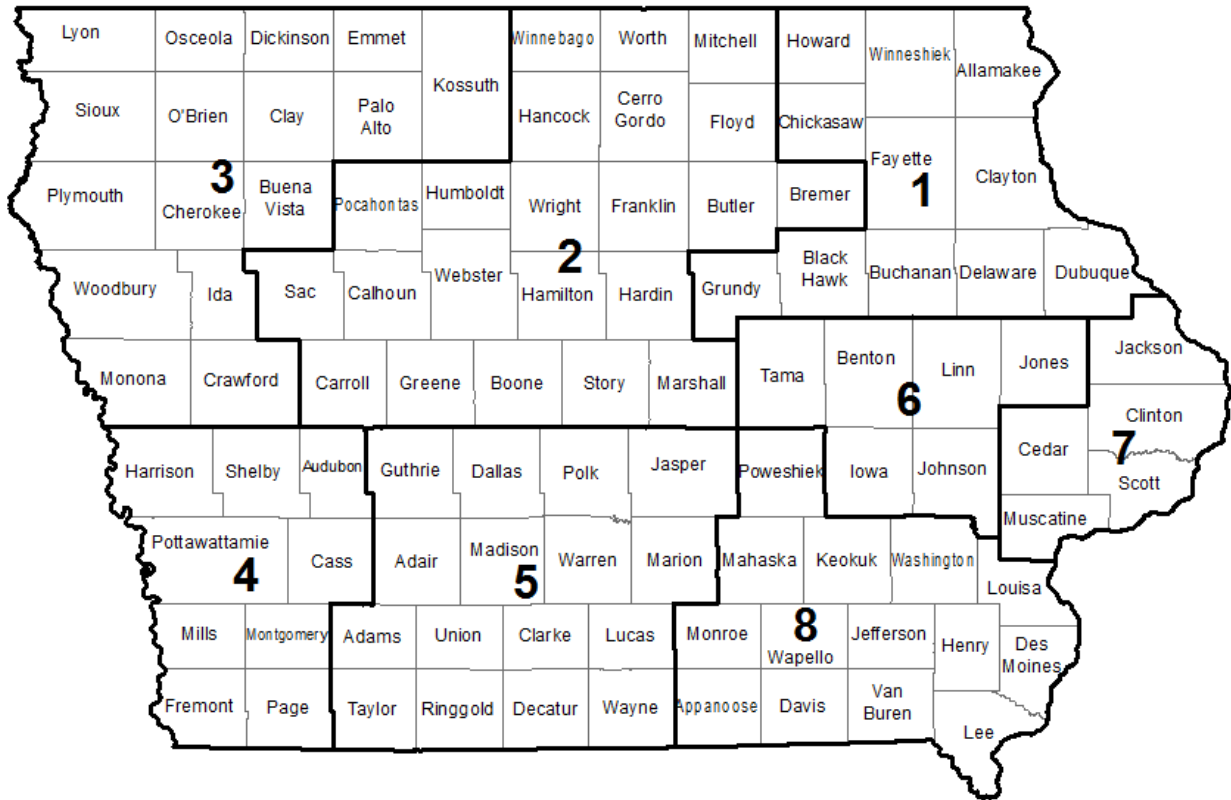 Lyon
Osceola
Dickinson
Emmet
Kossuth
Winnebago
Worth
Mitchell
Howard
Winneshiek
Allamakee
Sioux
O'Brien
Clay
Palo
Alto
Hancock
Cerro
Gordo
Floyd
Chickasaw
Fayette
1
Clayton
Plymouth
3
Cherokee
Buena
Vista
Pocahontas
Humboldt
Wright
Franklin
Butler
Bremer
Woodbury
Ida
Sac
Calhoun
Webster
2
Hamilton
Hardin
Grundy
Black
Hawk
Buchanan
Delaware
Dubuque
Monona
Crawford
Carroll
Greene
Boone
Story
Marshall
Tama
Benton
6
Linn
Jones
Jackson
Clinton
7
Cedar
Scott
Muscatine
Harrison
Shelby
Audubon
Guthrie
Dallas
Polk
Jasper
Poweshiek
Iowa
Johnson
Pottawattamie
4
Cass
Adair
Madison
5
Warren
Marion
Mahaska
Keokuk
Washington
Louisa
Mills
Montgomery
Adams
Union
Clarke
Lucas
Monroe
8
Wapello
Jefferson
Henry
Des
Moines
Fremont
Page
Taylor
Ringgold
Decatur
Wayne
Appanoose
Davis
Van
Buren
Lee